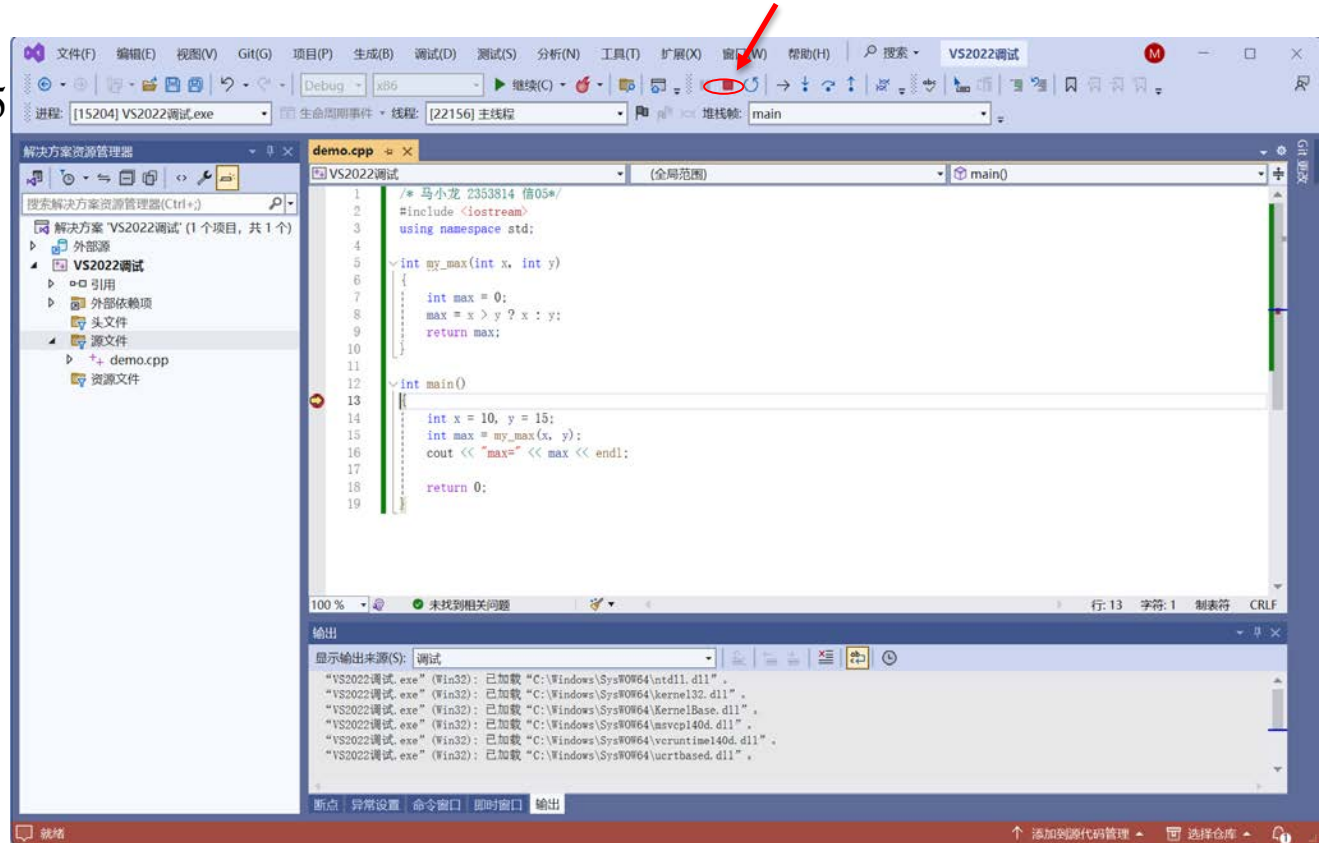 文件(F) 编辑(E) 视图(V) Git(G) 项目(P) 生成(B) 调试(D) 测试(S) 分析(N) 工具(T) 扩展(X) 窗口(W) 帮助(H) 搜索 VS2022调试 M
Debug x86 继续(C)
进程: [15204] VS2022调试.exe 生命周期事件 线程: [22156] 主线程 堆栈帧: main
解决方案资源管理器
搜索解决方案资源管理器(Ctrl+;)
解决方案 'VS2022调试' (1 个项目，共 1 个)
外部源
VS2022调试
引用
外部依赖项
头文件
源文件
demo.cpp
资源文件
demo.cpp
VS2022调试 (全局范围) main()
1 /* 马小龙 2353814 信05*/
2 #include <iostream>
3 using namespace std;
4
5 int my_max(int x, int y)
6 {
7 int max = 0;
8 max = x > y ? x : y;
9 return max;
10 }
11
12 int main()
13 {
14 int x = 10, y = 15;
15 int max = my_max(x, y);
16 cout << "max=" << max << endl;
17
18 return 0;
19 }
Git 更改
100 % 未找到相关问题 行: 13 字符: 1 制表符 CRLF
输出
显示输出来源(S): 调试
“VS2022调试.exe”(Win32): 已加载“C:\Windows\SysWOW64\ntdll.dll”。
“VS2022调试.exe”(Win32): 已加载“C:\Windows\SysWOW64\kernel32.dll”。
“VS2022调试.exe”(Win32): 已加载“C:\Windows\SysWOW64\KernelBase.dll”。
“VS2022调试.exe”(Win32): 已加载“C:\Windows\SysWOW64\msvcp140d.dll”。
“VS2022调试.exe”(Win32): 已加载“C:\Windows\SysWOW64\vcruntime140d.dll”。
“VS2022调试.exe”(Win32): 已加载“C:\Windows\SysWOW64\ucrtbased.dll”。
断点 异常设置 命令窗口 即时窗口 输出
就绪 添加到源代码管理 选择仓库